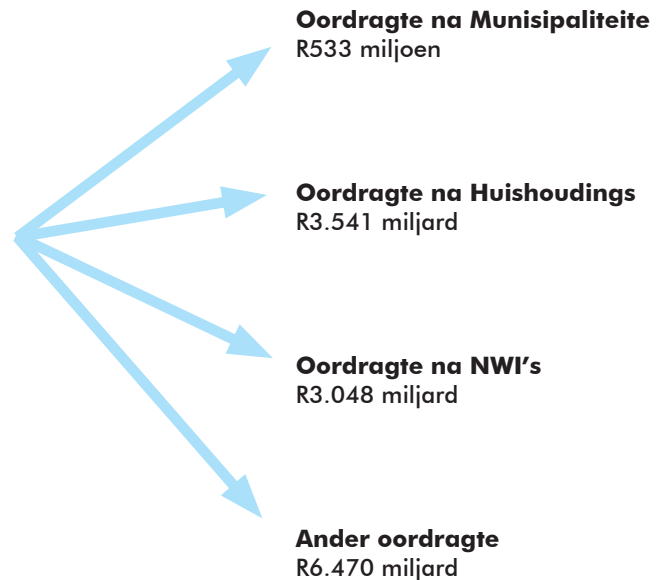 Oordragte na Munisipaliteite
R533 miljoen
Oordragte na Huishoudings
R3.541 miljard
Oordragte na NWI's
R3.048 miljard
Ander oordragte
R6.470 miljard